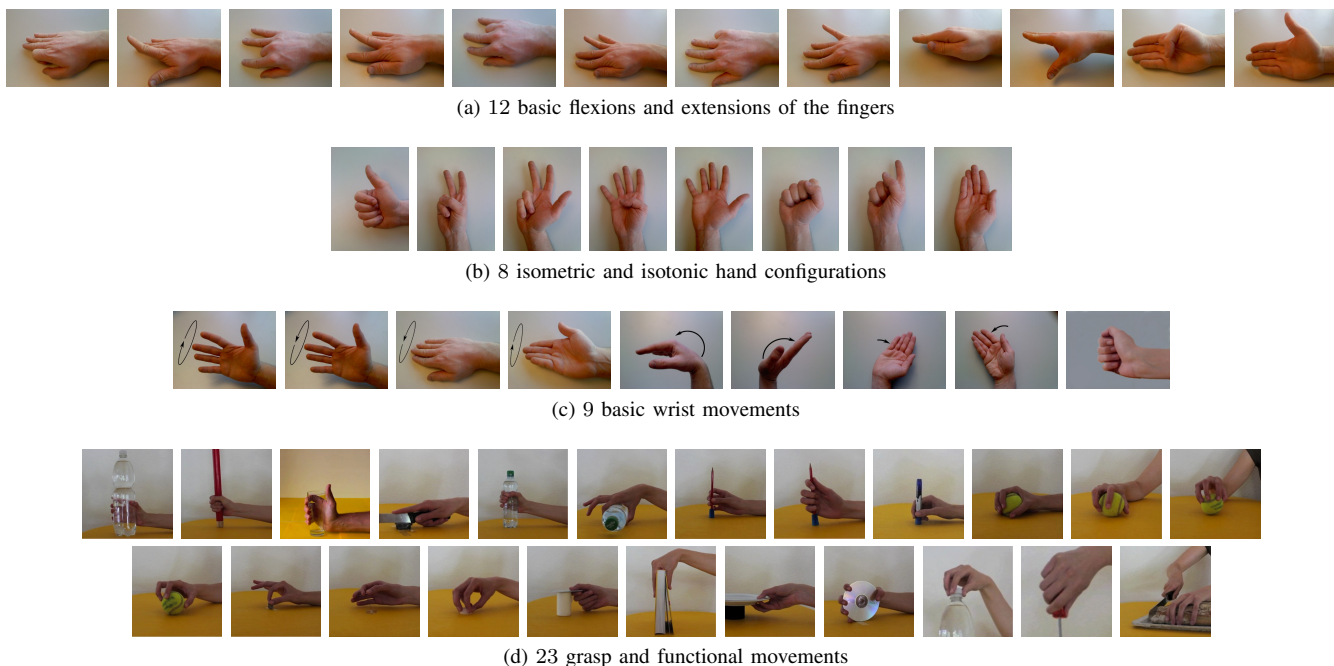 (a) 12 basic flexions and extensions of the fingers
(b) 8 isometric and isotonic hand configurations
(c) 9 basic wrist movements
(d) 23 grasp and functional movements